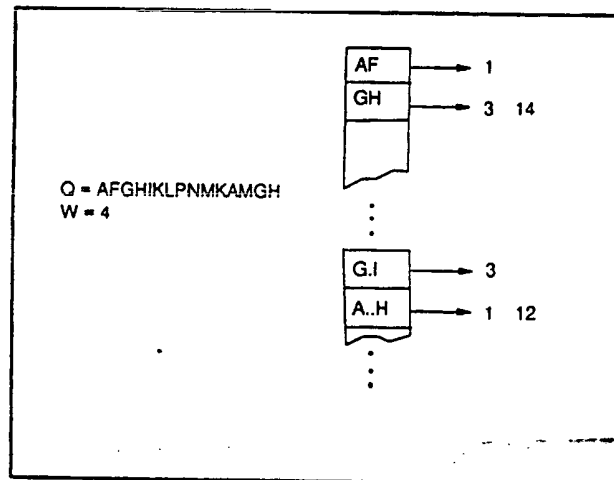 AF 1
GH 3 14
Q = AFGHIKLPNMKAMGH
W = 4
G.I 3
A..H 1 12